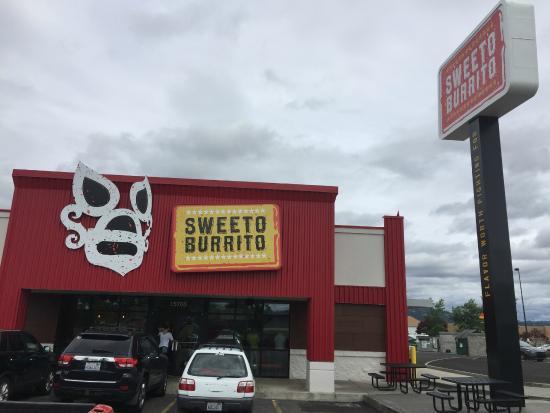 SWEETO
BURRITO
SWEETO
BURRITO
FLAVOR WORTH FIGHTING FOR